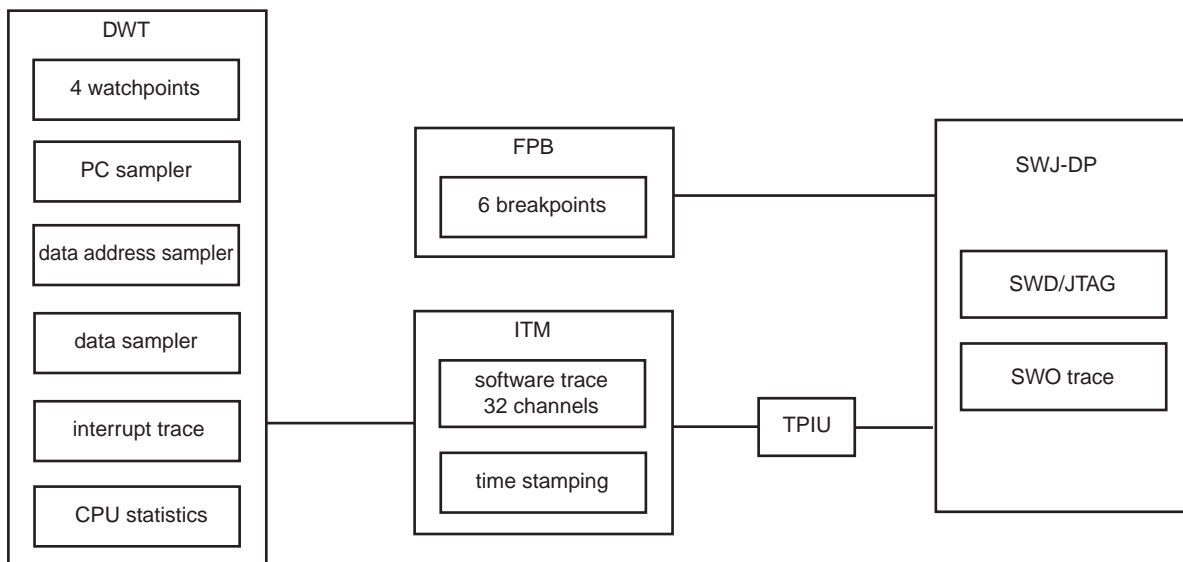 DWT
4 watchpoints
PC sampler
data address sampler
data sampler
interrupt trace
CPU statistics
FPB
6 breakpoints
ITM
software trace
32 channels
time stamping
TPIU
SWJ-DP
SWD/JTAG
SWO trace